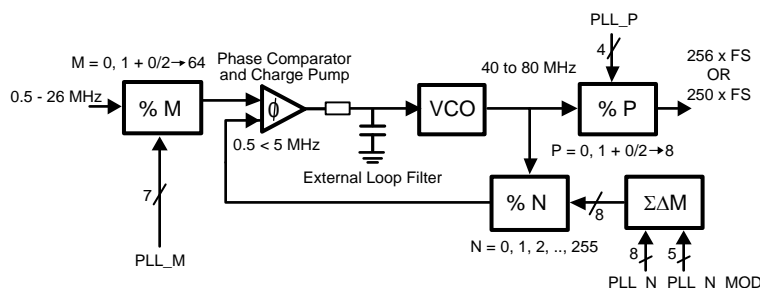 PLL_P
M = 0, 1 + 0/2→64
Phase Comparator
and Charge Pump
4
256 x FS
OR
250 x FS
40 to 80 MHz
0.5 - 26 MHz
% M
ϕ
VCO
% P
0.5 < 5 MHz
P = 0, 1 + 0/2→8
External Loop Filter
7
% N
8
ΣΔM
N = 0, 1, 2, .., 255
8
5
PLL_M
PLL_N
PLL_N_MOD